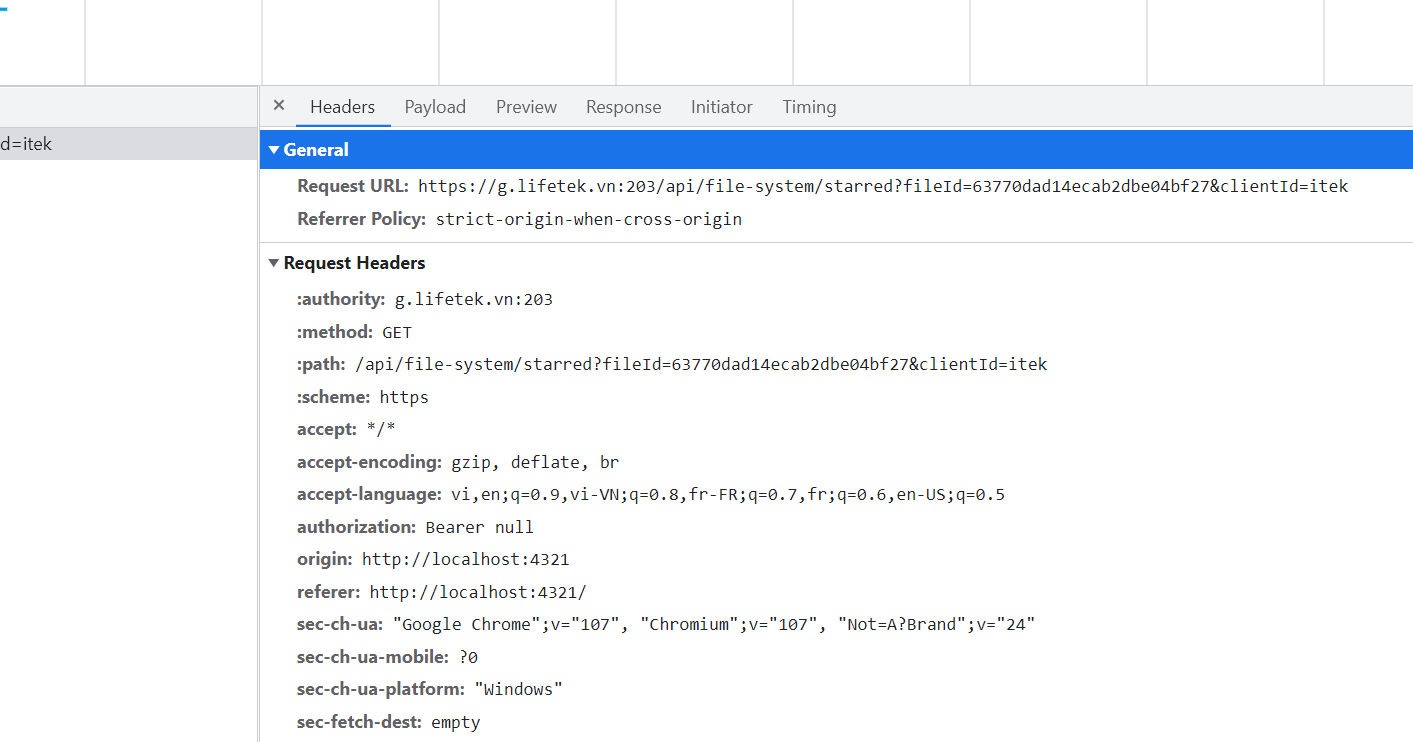 × Headers Payload Preview Response Initiator Timing
d=itek
General
Request URL: https://g.lifetek.vn:203/api/file-system/starred?fileId=63770dad14ecab2dbe04bf27&clientId=itek
Referrer Policy: strict-origin-when-cross-origin
Request Headers
:authority: g.lifetek.vn:203
:method: GET
:path: /api/file-system/starred?fileId=63770dad14ecab2dbe04bf27&clientId=itek
:scheme: https
accept: */*
accept-encoding: gzip, deflate, br
accept-language: vi,en;q=0.9,vi-VN;q=0.8,fr-FR;q=0.7,fr;q=0.6,en-US;q=0.5
authorization: Bearer null
origin: http://localhost:4321
referer: http://localhost:4321/
sec-ch-ua: "Google Chrome";v="107", "Chromium";v="107", "Not=A?Brand";v="24"
sec-ch-ua-mobile: ?0
sec-ch-ua-platform: "Windows"
sec-fetch-dest: empty